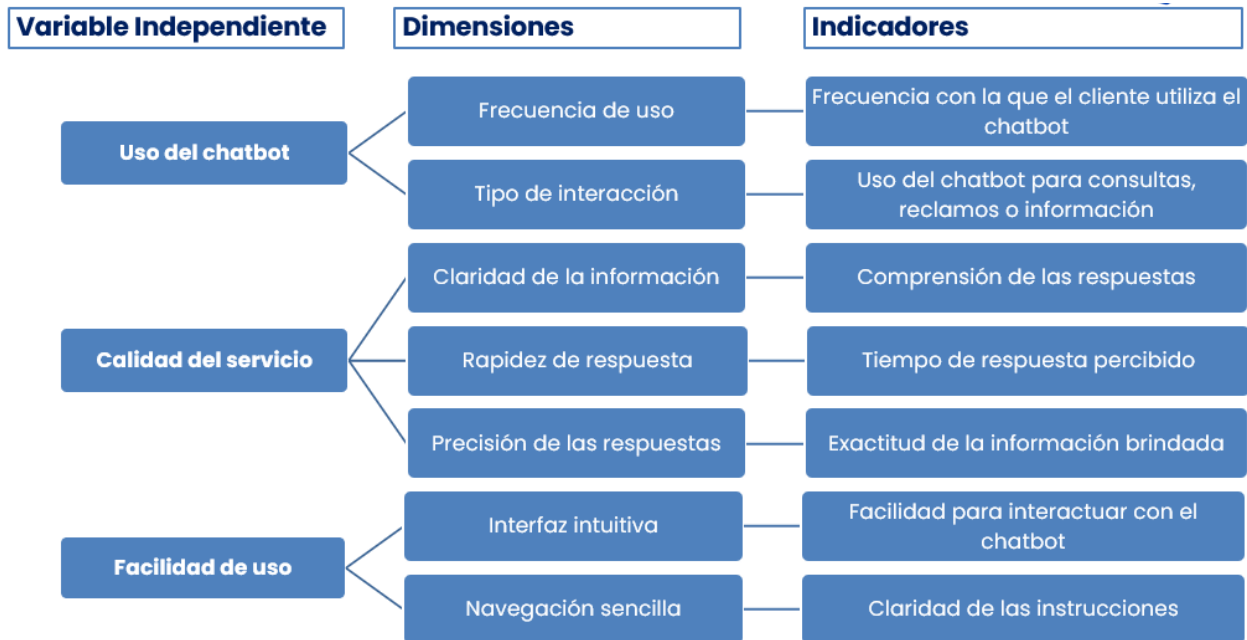 Variable Independiente
Dimensiones
Indicadores
Uso del chatbot
Frecuencia de uso
Frecuencia con la que el cliente utiliza el
chatbot
Tipo de interacción
Uso del chatbot para consultas,
reclamos o información
Calidad del servicio
Claridad de la información
Comprensión de las respuestas
Rapidez de respuesta
Tiempo de respuesta percibido
Precisión de las respuestas
Exactitud de la información brindada
Facilidad de uso
Interfaz intuitiva
Facilidad para interactuar con el
chatbot
Navegación sencilla
Claridad de las instrucciones